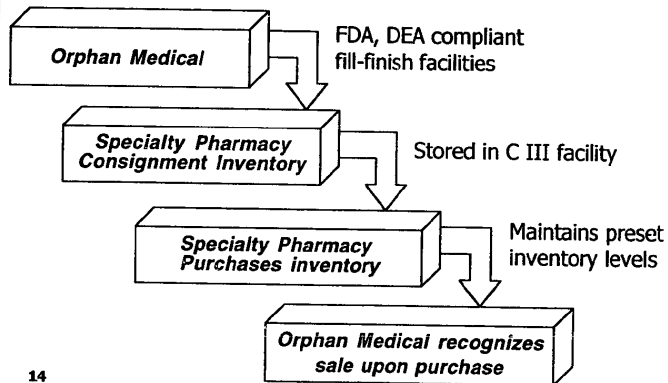 Orphan Medical
FDA, DEA compliant
fill-finish facilities
Specialty Pharmacy
Consignment Inventory
Stored in C III facility
Specialty Pharmacy
Purchases inventory
Maintains preset
inventory levels
Orphan Medical recognizes
sale upon purchase
14